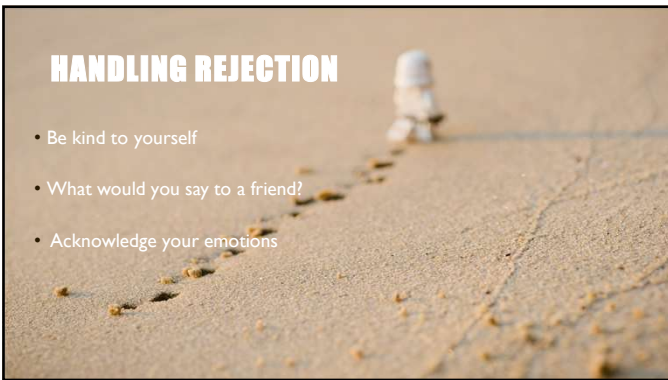 HANDLING REJECTION
• Be kind to yourself
• What would you say to a friend?
• Acknowledge your emotions